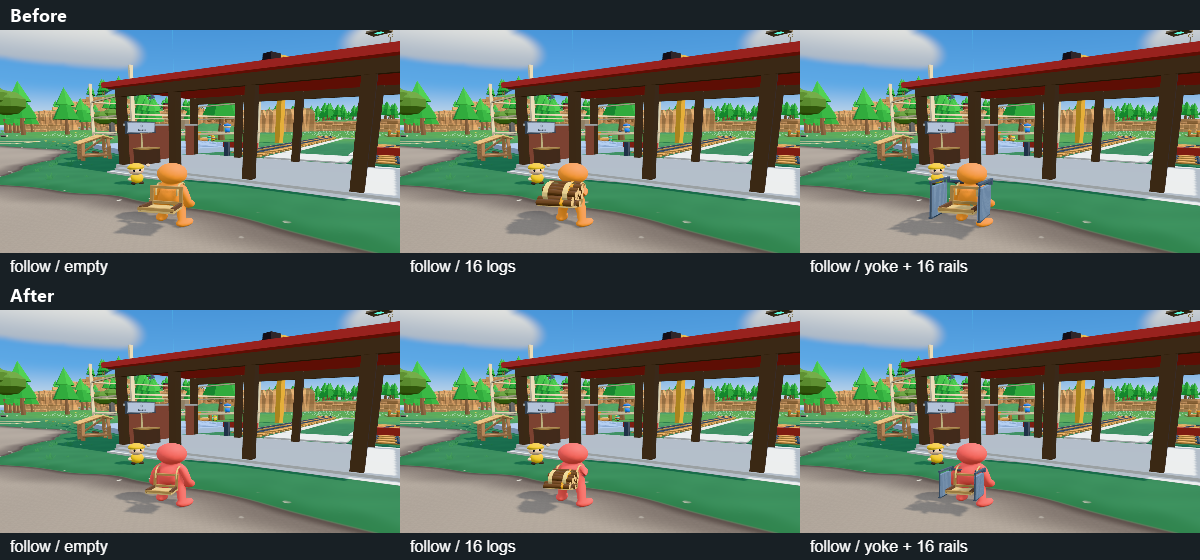 Before
follow / empty
follow / 16 logs
follow / yoke + 16 rails
After
follow / empty
follow / 16 logs
follow / yoke + 16 rails